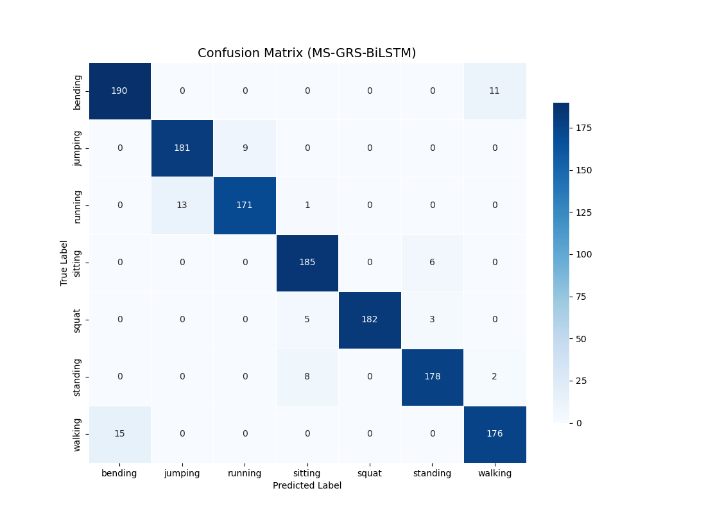 Confusion Matrix (MS-GRS-BiLSTM)
True Label
bending 190 0 0 0 0 0 11
jumping 0 181 9 0 0 0 0
running 0 13 171 1 0 0 0
sitting 0 0 0 185 0 6 0
squat 0 0 0 5 182 3 0
standing 0 0 0 8 0 178 2
walking 15 0 0 0 0 0 176
bending jumping running sitting squat standing walking
Predicted Label
175
150
125
100
75
50
25
0